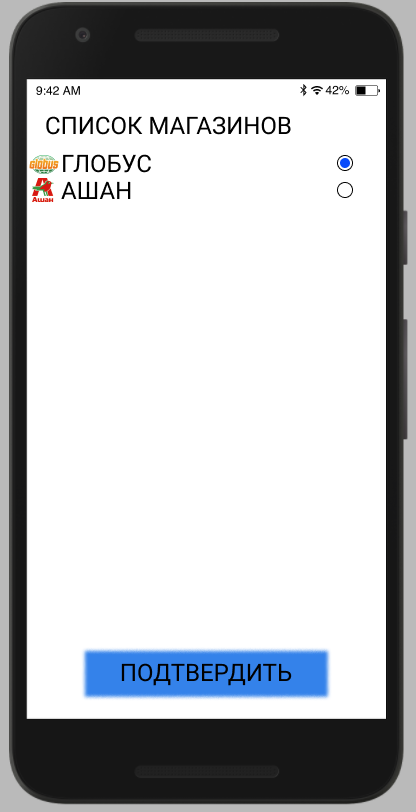 9:42 AM 42%
СПИСОК МАГАЗИНОВ
Globus ГЛОБУС
Ашан АШАН
ПОДТВЕРДИТЬ